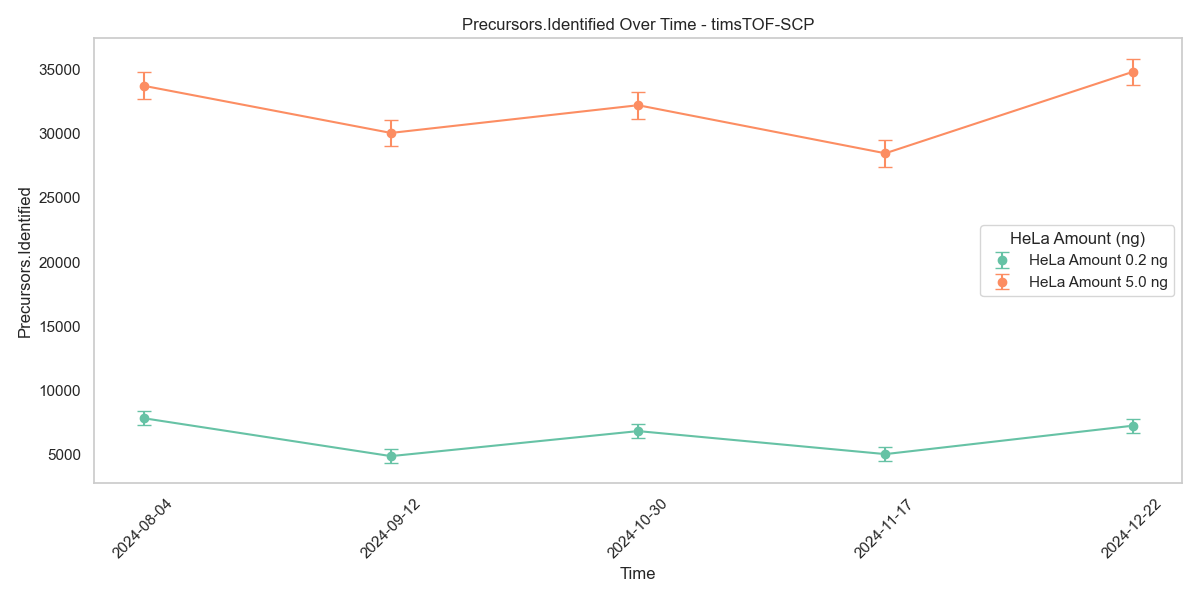 Precursors.Identified Over Time - timsTOF-SCP
Precursors.Identified
35000
30000
25000
20000
15000
10000
5000
HeLa Amount (ng)
HeLa Amount 0.2 ng
HeLa Amount 5.0 ng
2024-08-04
2024-09-12
2024-10-30
2024-11-17
2024-12-22
Time